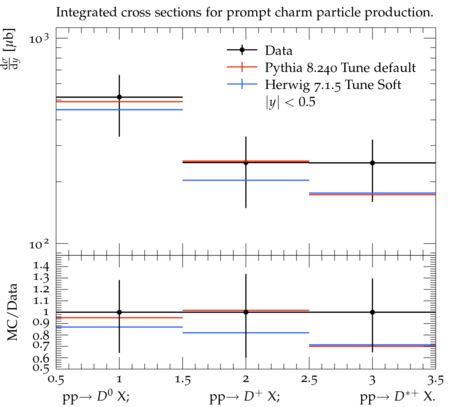 Integrated cross sections for prompt charm particle production.
dσ/dy [μb]
10³
Data
Pythia 8.240 Tune default
Herwig 7.1.5 Tune Soft
|y| < 0.5
10²
MC/Data
1.4
1.3
1.2
1.1
1
0.9
0.8
0.7
0.6
0.5
0.5 1 1.5 2 2.5 3 3.5
pp→ D⁰ X; pp→ D⁺ X; pp→ D*⁺ X.